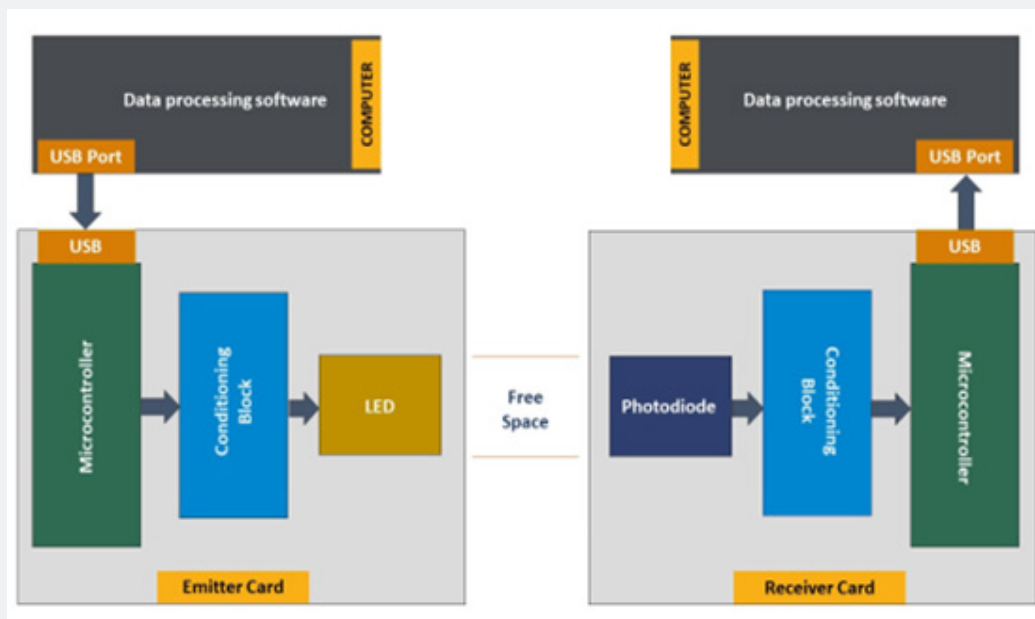 Data processing software
COMPUTER
USB Port
USB
Microcontroller
Conditioning
Block
LED
Emitter Card
Free
Space
COMPUTER
Data processing software
USB Port
USB
Photodiode
Conditioning
Block
Microcontroller
Receiver Card